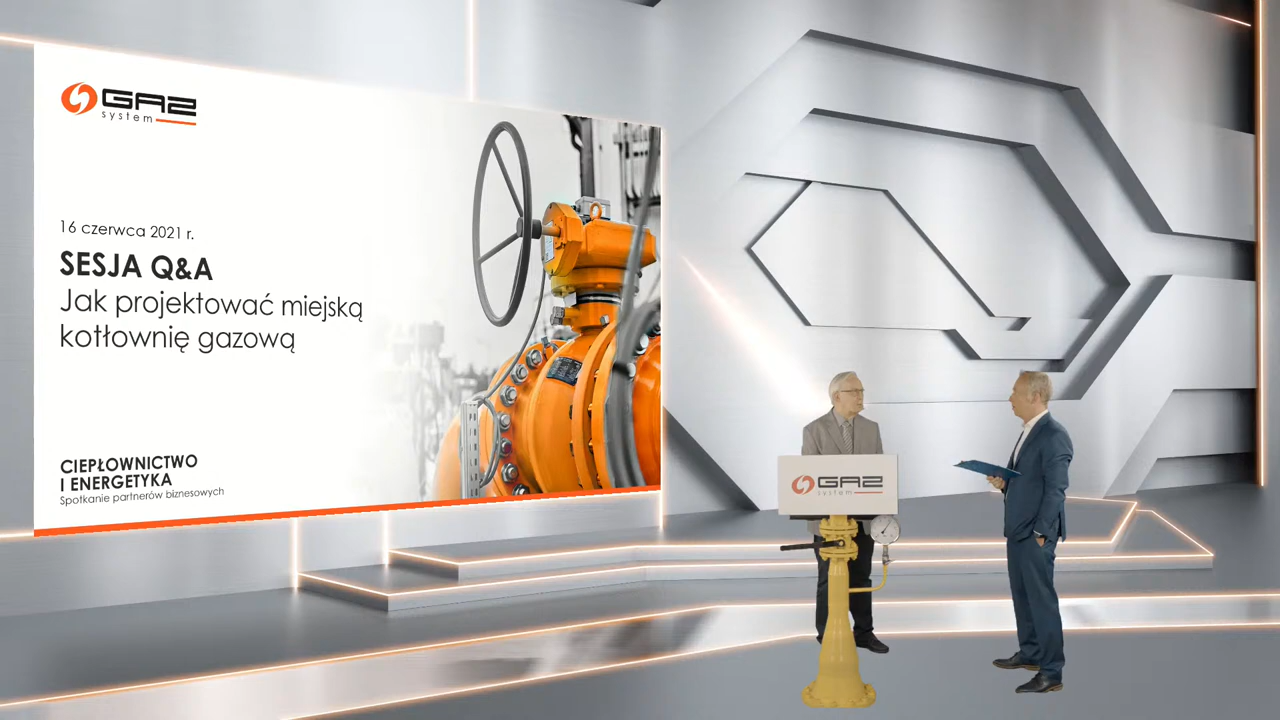 GAZ
system
16 czerwca 2021 r.
SESJA Q&A
Jak projektować miejską
kotłownię gazową
CIEPŁOWNICTWO
I ENERGETYKA
Spotkanie partnerów biznesowych
GAZ
system